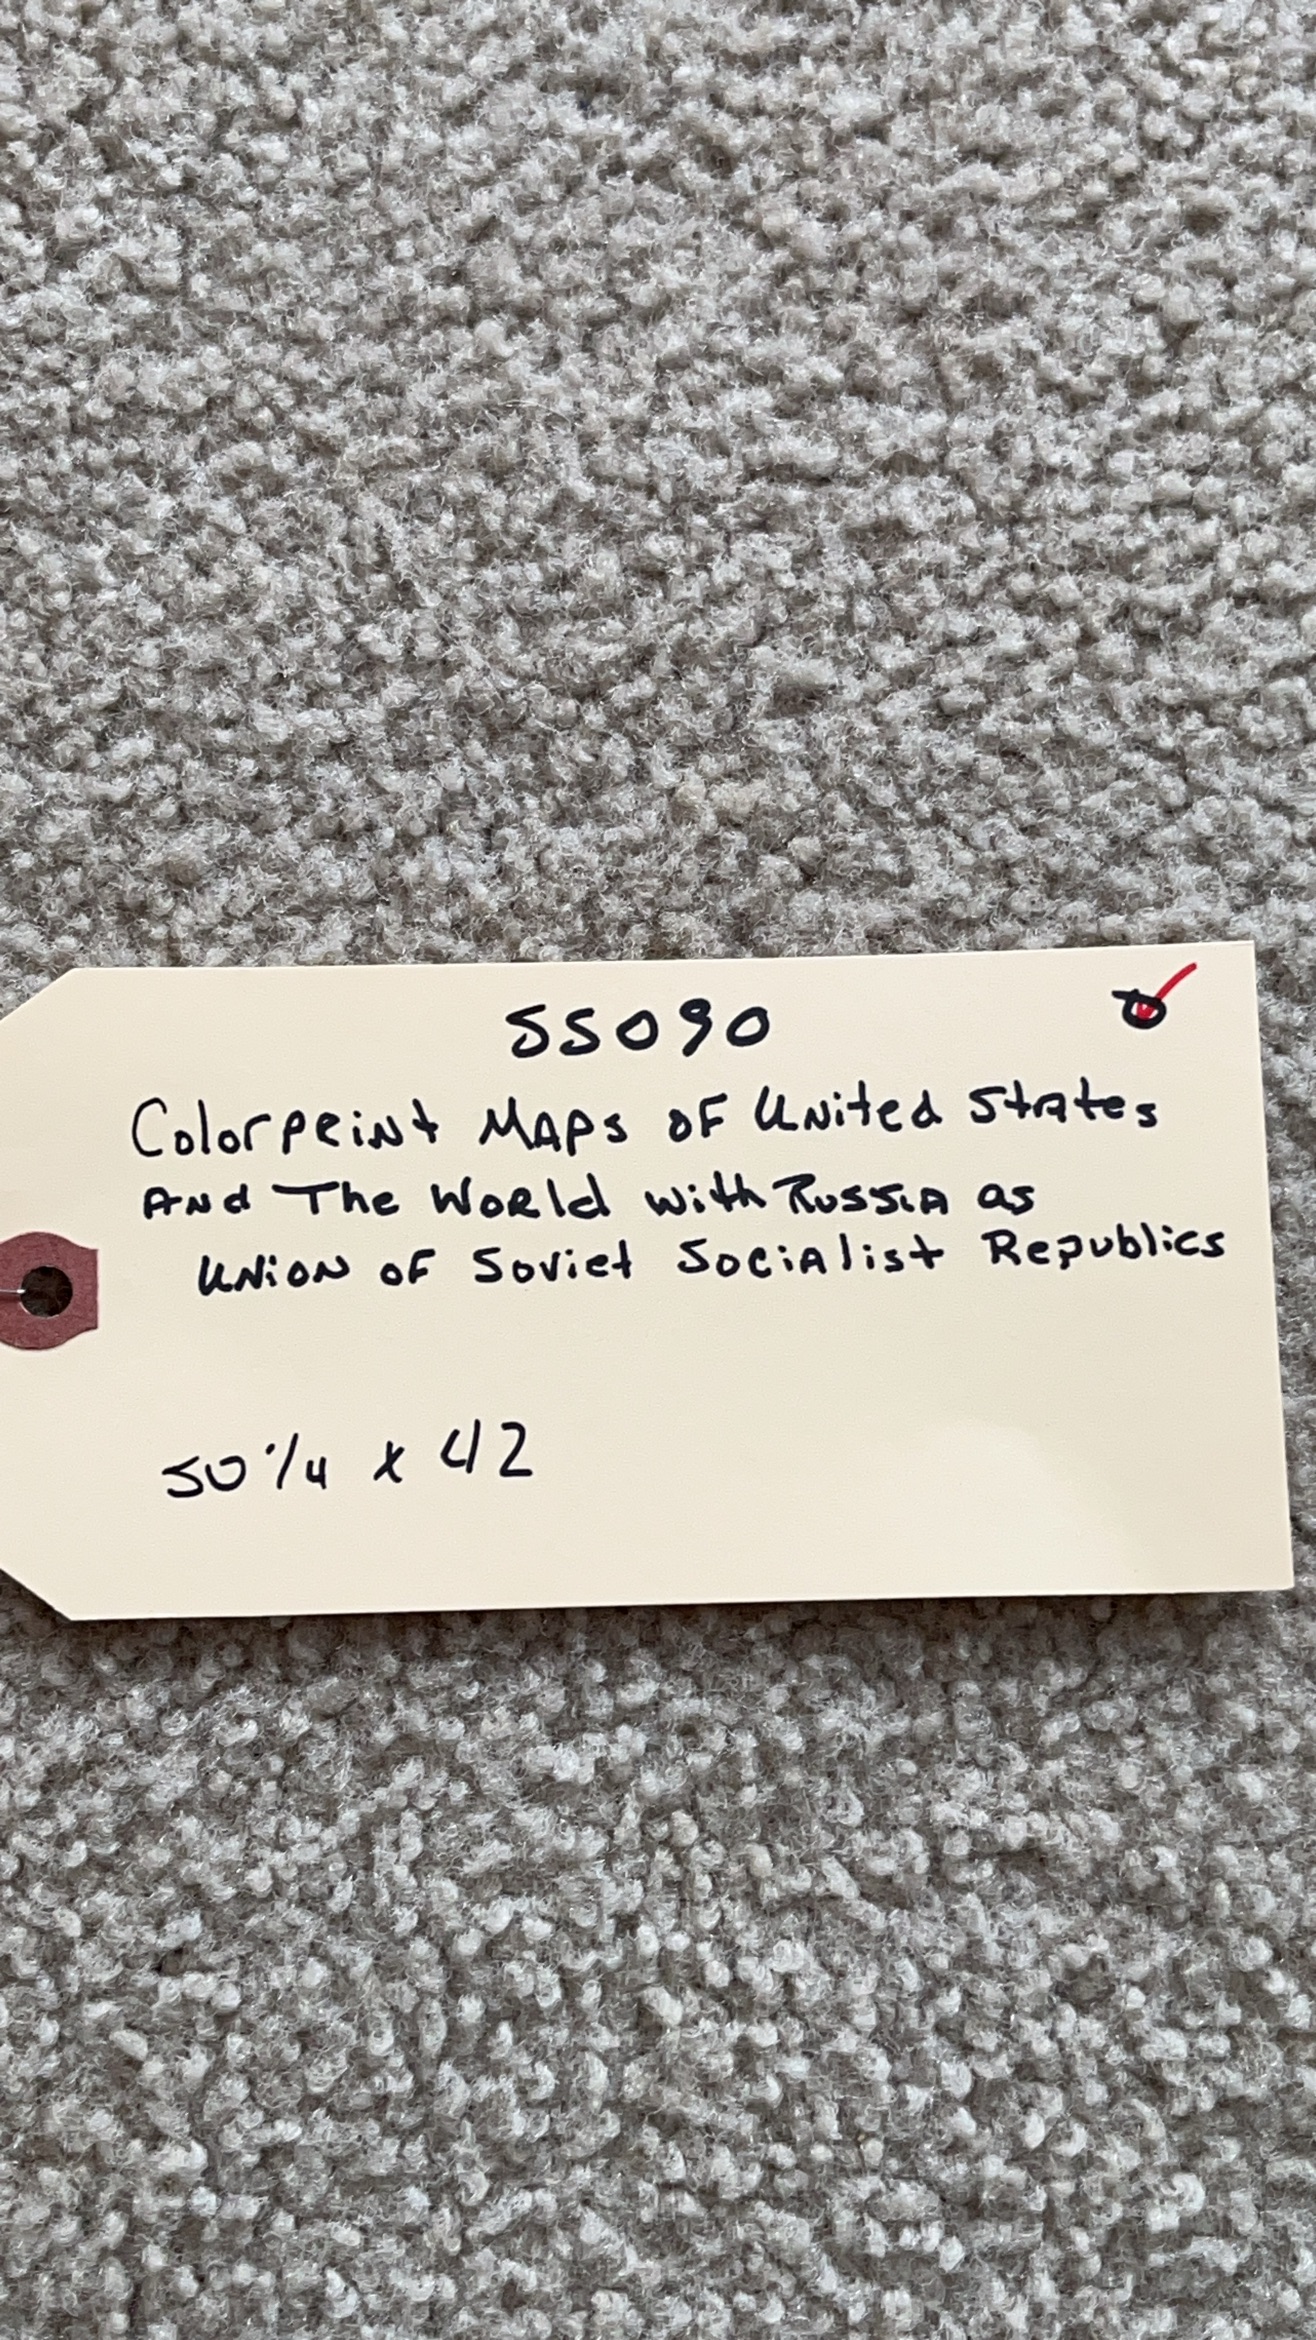 55090
Colorprint Maps of United States
and The World with Russia as
Union of Soviet Socialist Republics
50 1/4 x 42